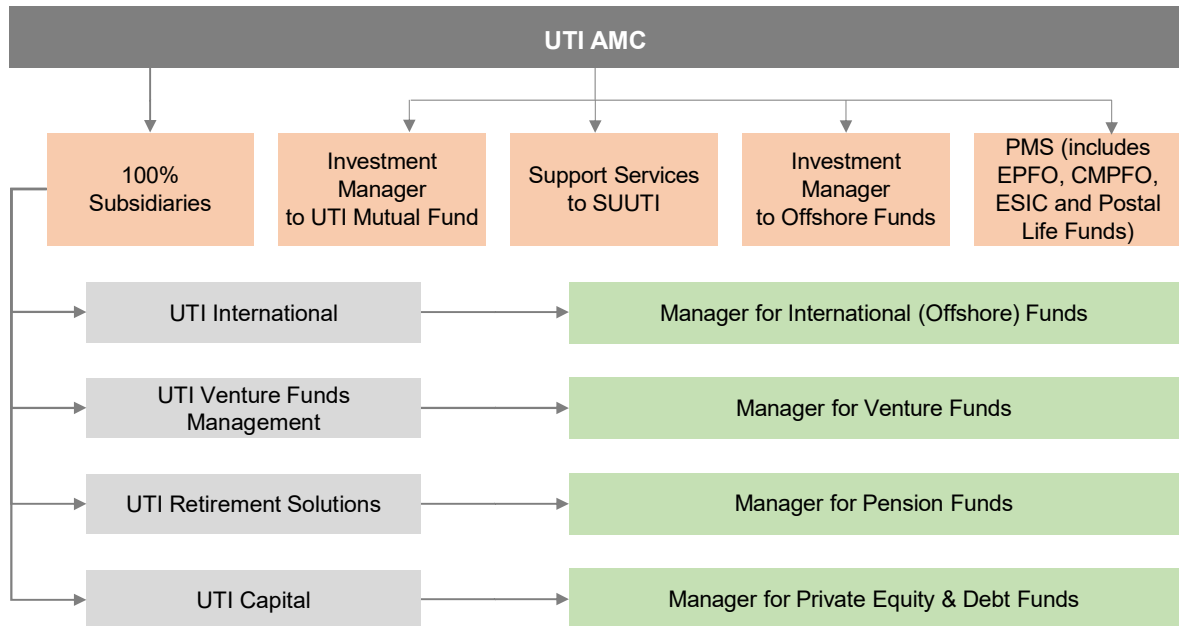 UTI AMC
100%
Subsidiaries
Investment
Manager
to UTI Mutual Fund
Support Services
to SUUTI
Investment
Manager
to Offshore Funds
PMS (includes
EPFO, CMPFO,
ESIC and Postal
Life Funds)
UTI International
Manager for International (Offshore) Funds
UTI Venture Funds
Management
Manager for Venture Funds
UTI Retirement Solutions
Manager for Pension Funds
UTI Capital
Manager for Private Equity & Debt Funds